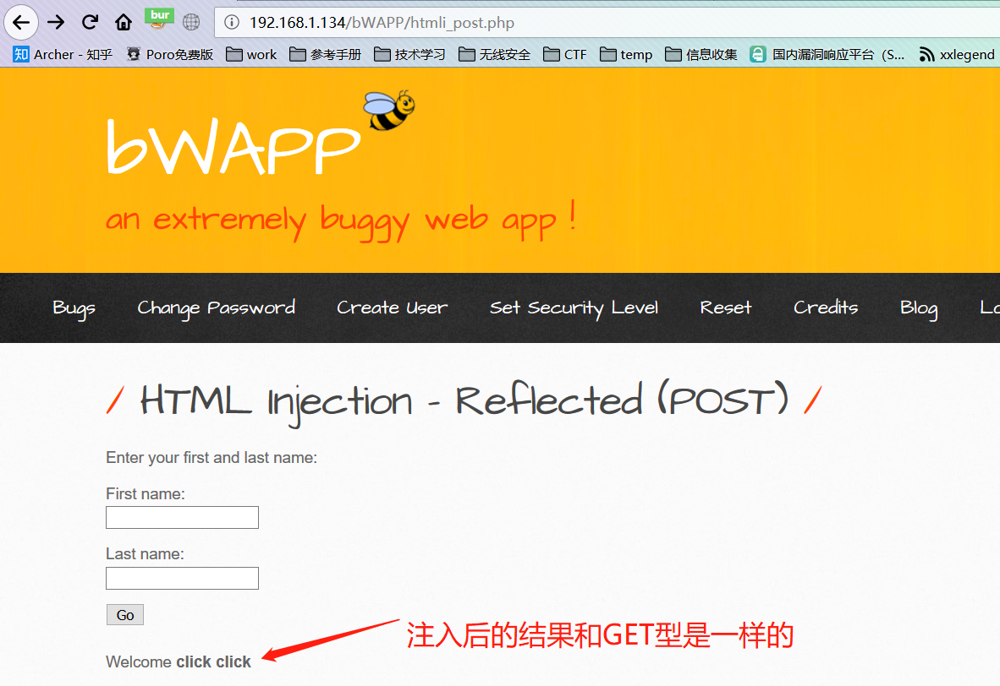 bur
192.168.1.134/bWAPP/htmli_post.php
知 Archer - 知乎 Poro免费版 work 参考手册 技术学习 无线安全 CTF temp 信息收集 国内漏洞响应平台（S... xxlegend
bWAPP
an extremely buggy web app !
Bugs Change Password Create User Set Security Level Reset Credits Blog Lo
/ HTML Injection - Reflected (POST) /
Enter your first and last name:
First name:
Last name:
Go
注入后的结果和GET型是一样的
Welcome click click